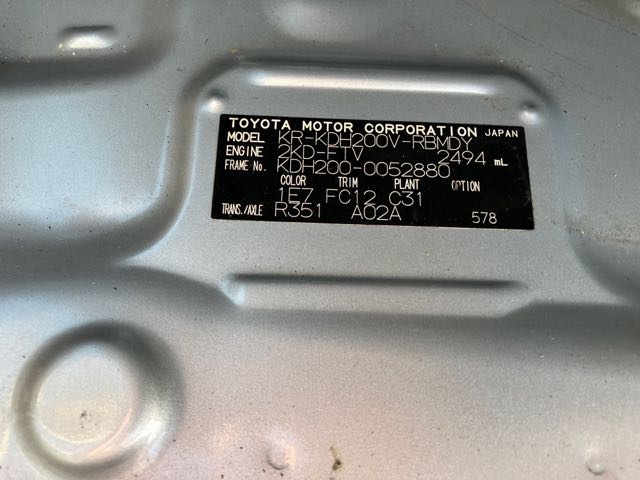 TOYOTA MOTOR CORPORATION JAPAN
MODEL KR-KDH200V-RBMDY
ENGINE 2KD-FTV 2494 mL
FRAME No. KDH200-0052880
COLOR TRIM PLANT OPTION
1E7 FC12 C31
TRANS./AXLE R351 A02A 578